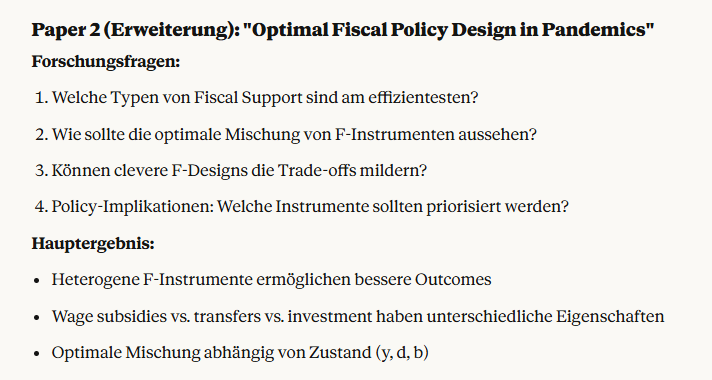 Paper 2 (Erweiterung): "Optimal Fiscal Policy Design in Pandemics"
Forschungsfragen:
1. Welche Typen von Fiscal Support sind am effizientesten?
2. Wie sollte die optimale Mischung von F-Instrumenten aussehen?
3. Können clevere F-Designs die Trade-offs mildern?
4. Policy-Implikationen: Welche Instrumente sollten priorisiert werden?
Hauptergebnis:
• Heterogene F-Instrumente ermöglichen bessere Outcomes
• Wage subsidies vs. transfers vs. investment haben unterschiedliche Eigenschaften
• Optimale Mischung abhängig von Zustand (y, d, b)